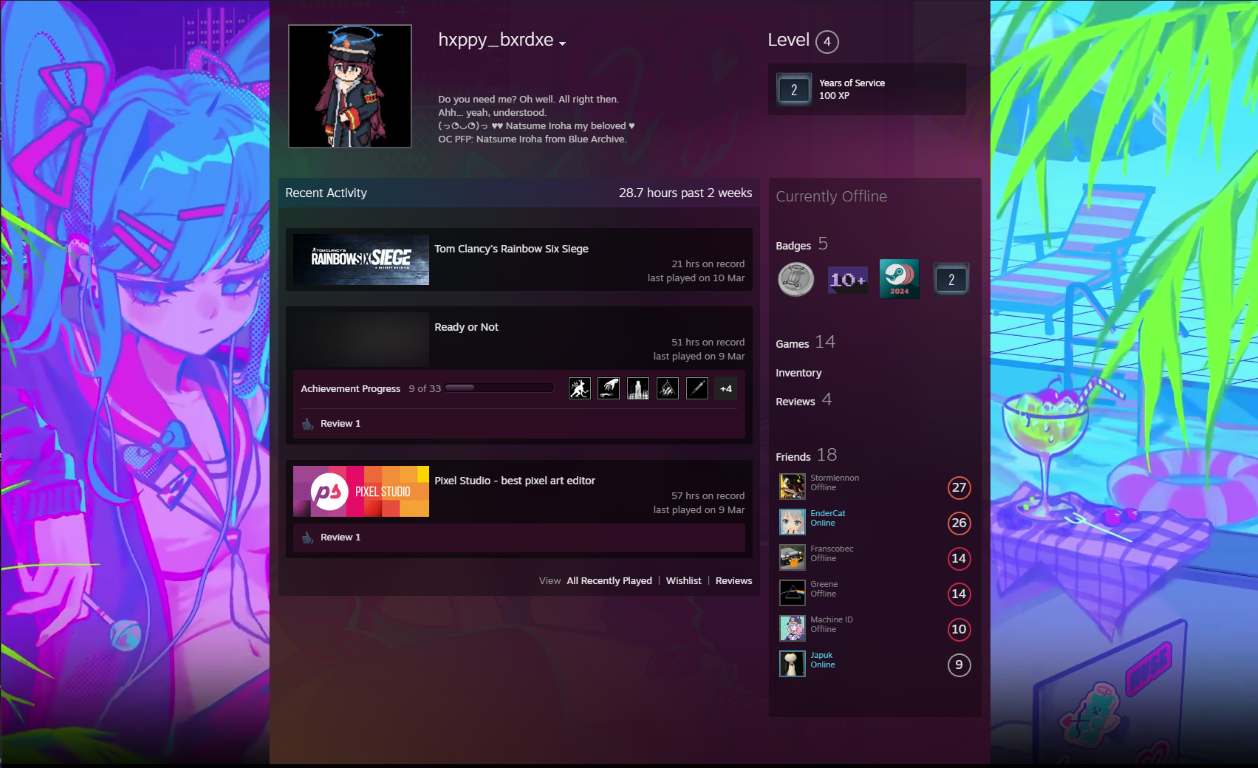 hxppy_bxrdxe
Level 4
2
Years of Service
100 XP
Do you need me? Oh well. All right then.
Ahh... yeah, understood.
(っ◔◡◔)っ ♥♥ Natsume Iroha my beloved ♥
OC PFP: Natsume Iroha from Blue Archive.
Recent Activity
28.7 hours past 2 weeks
TOM CLANCY'S
RAINBOW SIX SIEGE
Tom Clancy's Rainbow Six Siege
21 hrs on record
last played on 10 Mar
Ready or Not
51 hrs on record
last played on 9 Mar
Achievement Progress 9 of 33
+4
Review 1
PS PIXEL STUDIO
Pixel Studio - best pixel art editor
57 hrs on record
last played on 9 Mar
Review 1
View All Recently Played | Wishlist | Reviews
Currently Offline
Badges 5
10+
2024
2
Games 14
Inventory
Reviews 4
Friends 18
Stormlennon
Offline
27
EnderCat
Online
26
Franscobec
Offline
14
Greene
Offline
14
Machine ID
Offline
10
Japuk
Online
9